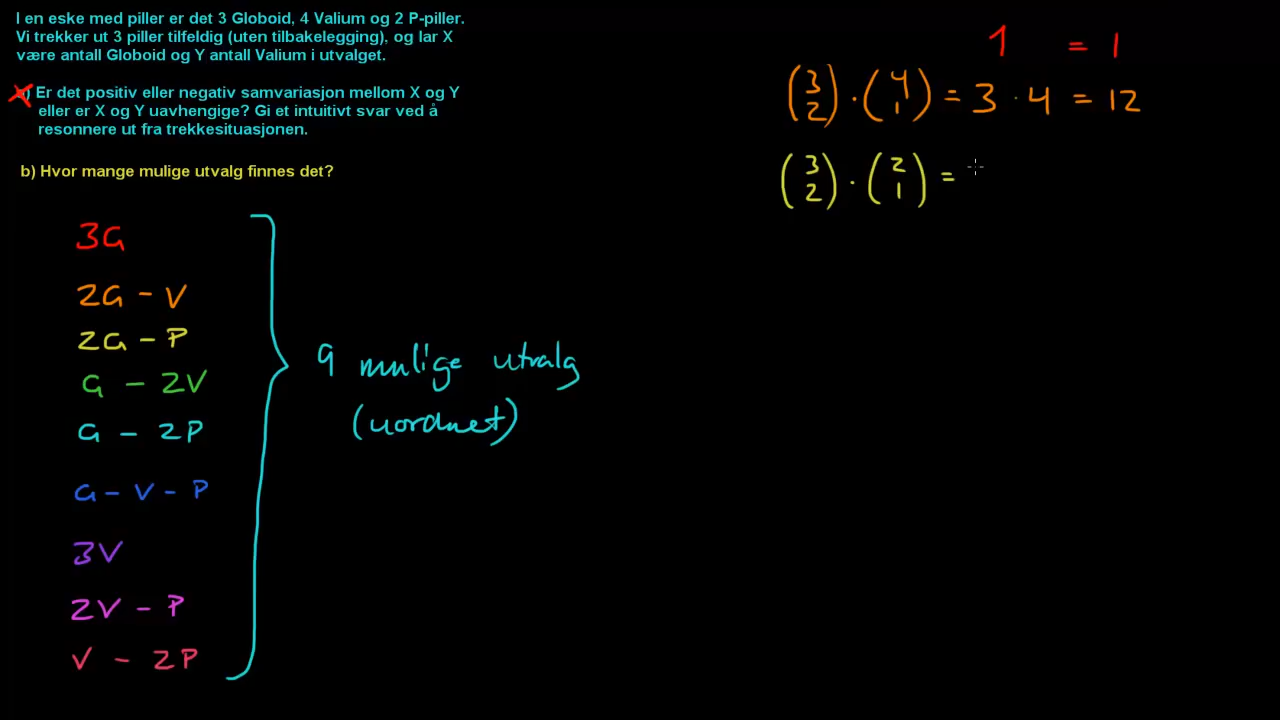 I en eske med piller er det 3 Globoid, 4 Valium og 2 P-piller.
Vi trekker ut 3 piller tilfeldig (uten tilbakelegging), og lar X
være antall Globoid og Y antall Valium i utvalget.
Er det positiv eller negativ samvariasjon mellom X og Y
eller er X og Y uavhengige? Gi et intuitivt svar ved å
resonnere ut fra trekkesituasjonen.
b) Hvor mange mulige utvalg finnes det?
3G
2G - V
2G - P
G - 2V
G - 2P
G - V - P
3V
2V - P
V - 2P
9 mulige utvalg
(uordnet)
1 = 1
(3 2) · (4 1) = 3 · 4 = 12
(3 2) · (2 1) =